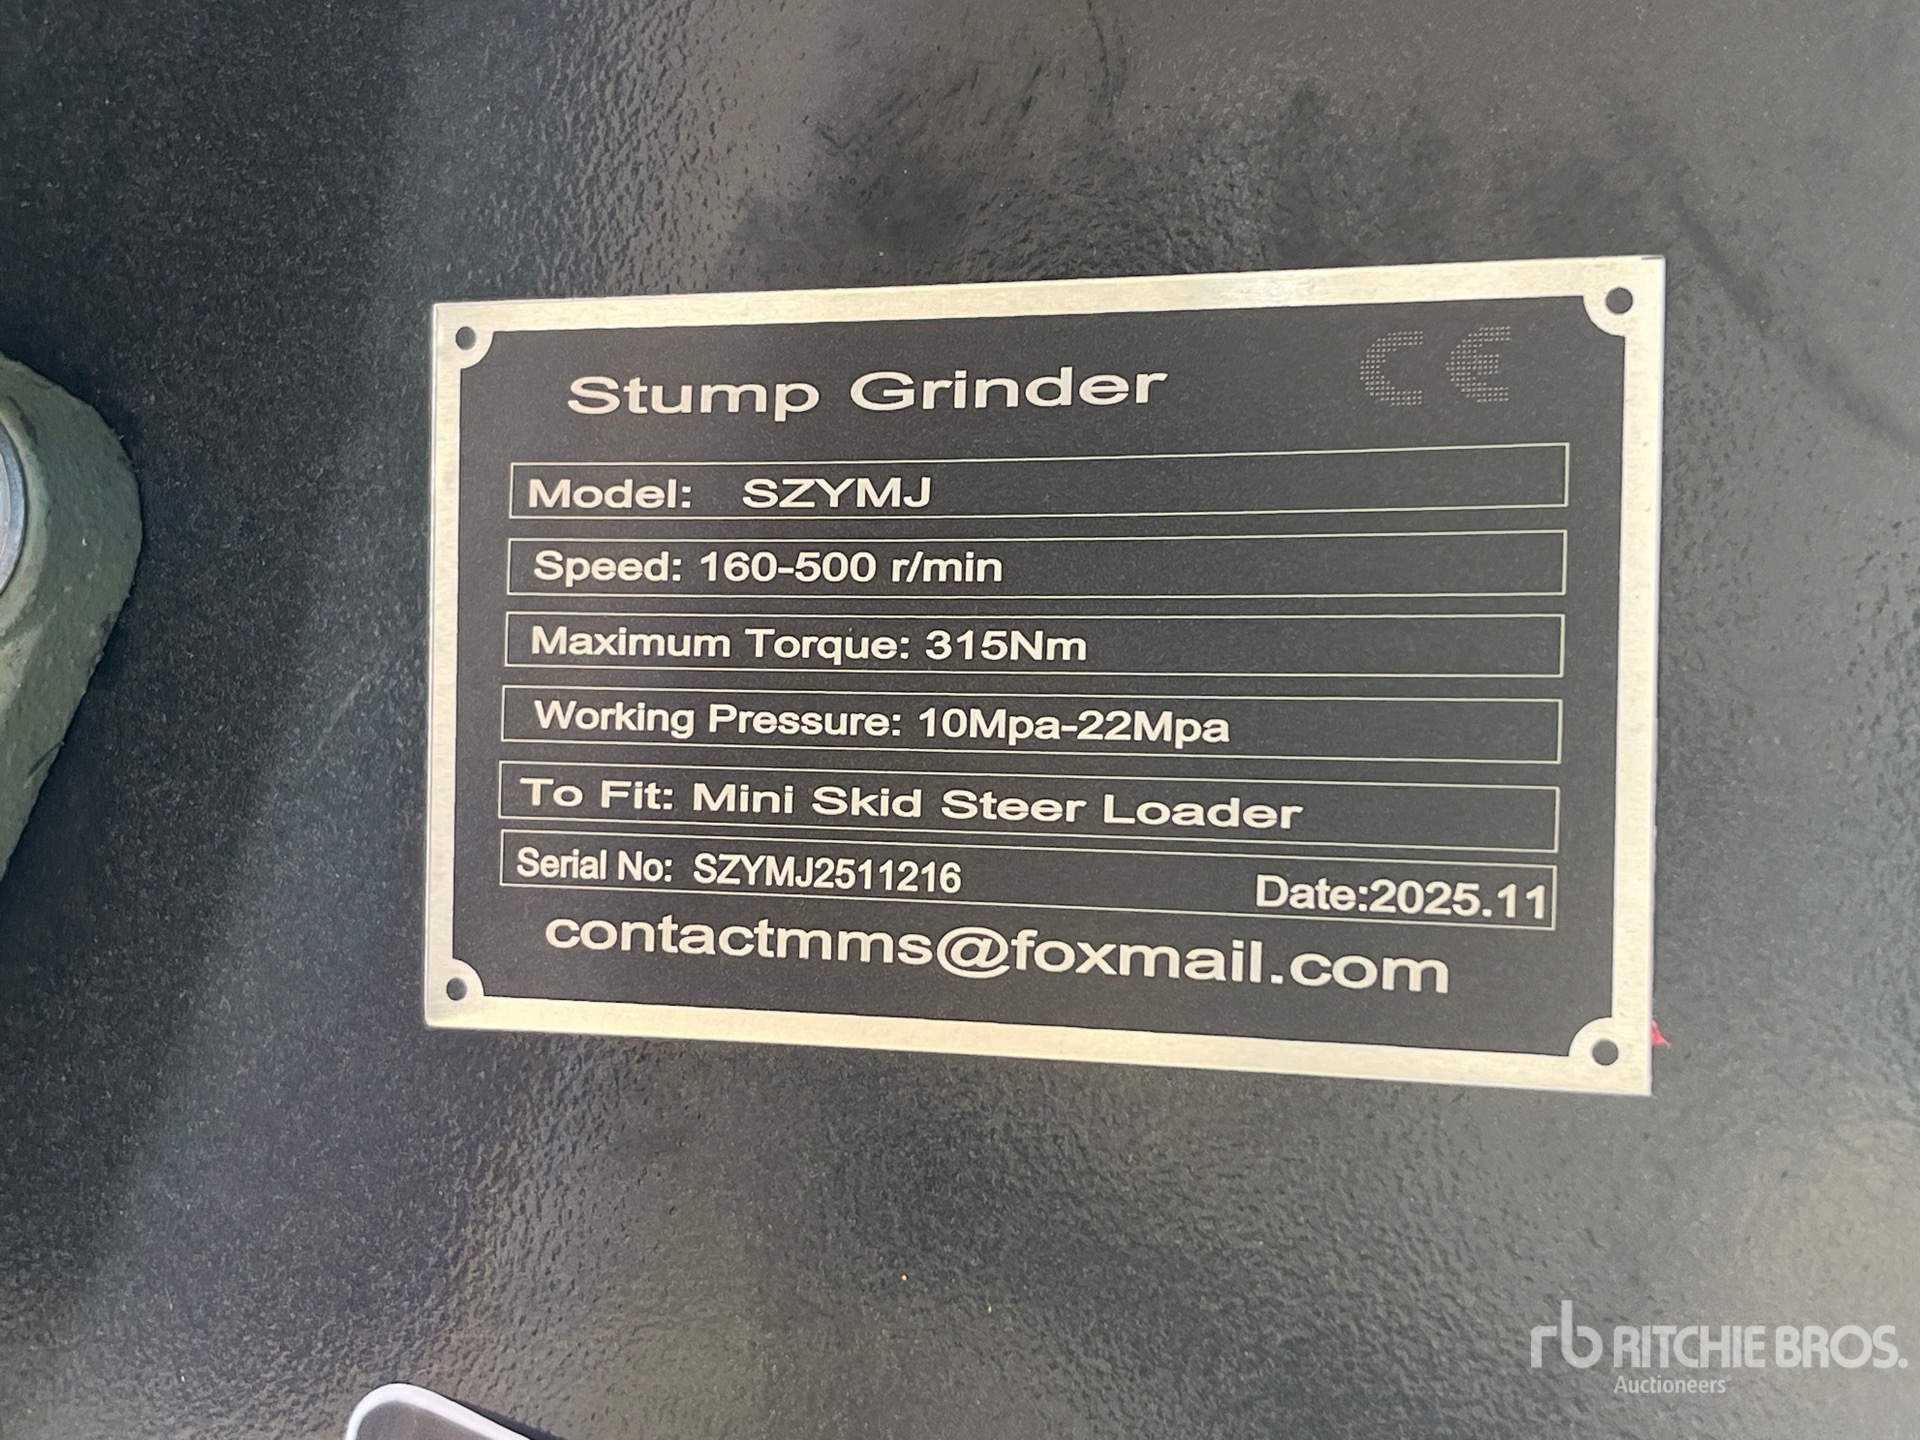 Stump Grinder CE
Model: SZYMJ
Speed: 160-500 r/min
Maximum Torque: 315Nm
Working Pressure: 10Mpa-22Mpa
To Fit: Mini Skid Steer Loader
Serial No: SZYMJ2511216 Date:2025.11
contactmms@foxmail.com
rb RITCHIE BROS.
Auctioneers